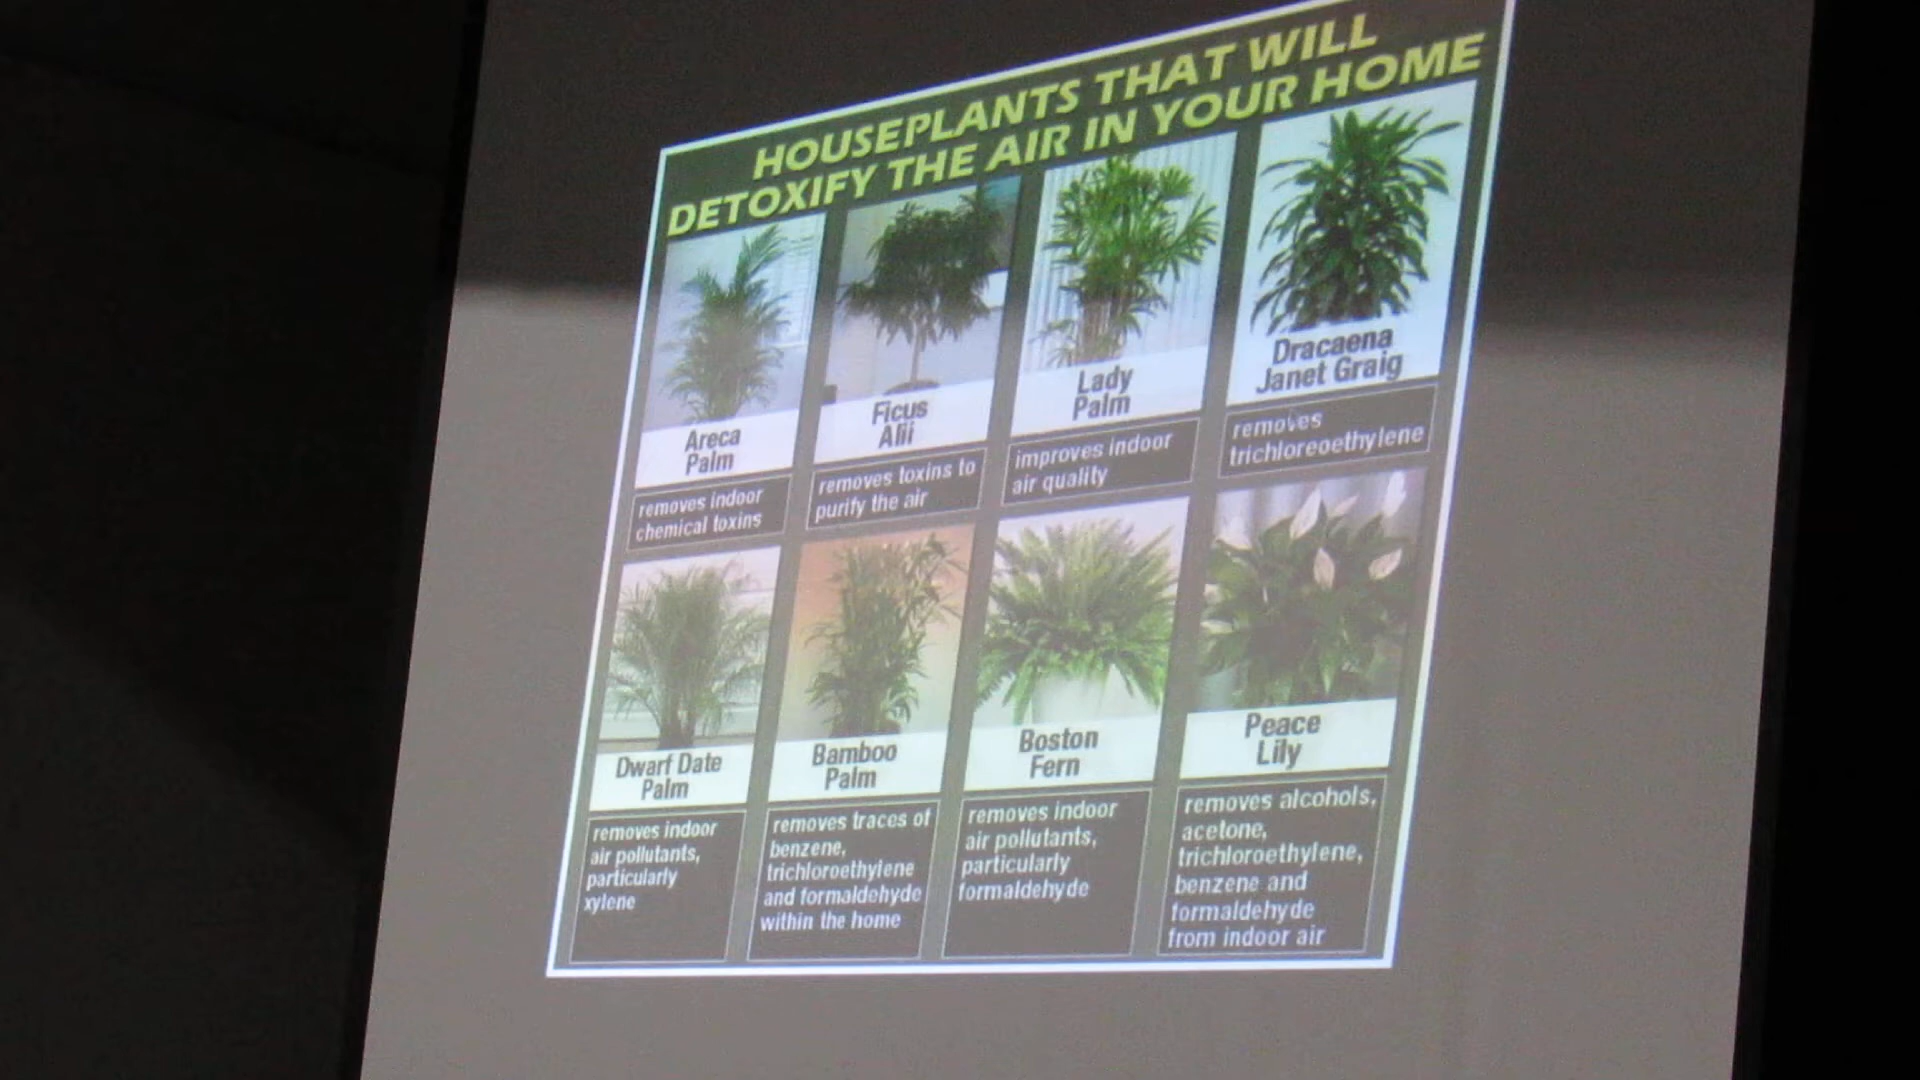 HOUSEPLANTS THAT WILL
DETOXIFY THE AIR IN YOUR HOME
Areca
Palm
removes indoor
chemical toxins
Ficus
Alii
removes toxins to
purify the air
Lady
Palm
improves indoor
air quality
Dracaena
Janet Graig
removes
trichloreoethylene
Dwarf Date
Palm
removes indoor
air pollutants,
particularly
xylene
Bamboo
Palm
removes traces of
benzene,
trichloroethylene
and formaldehyde
within the home
Boston
Fern
removes indoor
air pollutants,
particularly
formaldehyde
Peace
Lily
removes alcohols,
acetone,
trichloroethylene,
benzene and
formaldehyde
from indoor air